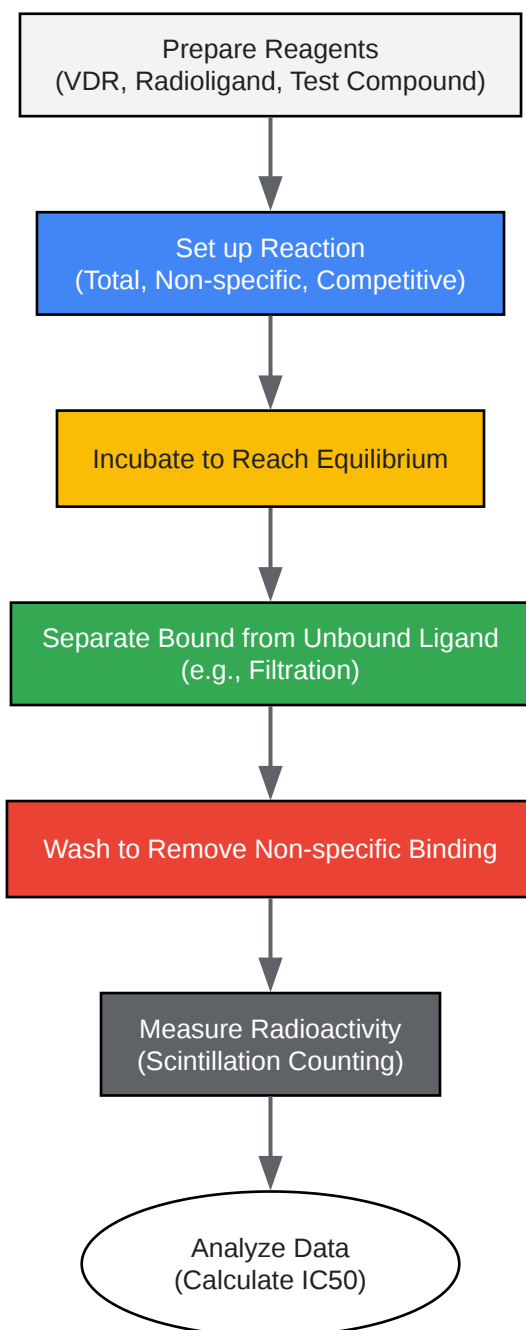 Prepare Reagents
(VDR, Radioligand, Test Compound)
Set up Reaction
(Total, Non-specific, Competitive)
Incubate to Reach Equilibrium
Separate Bound from Unbound Ligand
(e.g., Filtration)
Wash to Remove Non-specific Binding
Measure Radioactivity
(Scintillation Counting)
Analyze Data
(Calculate IC50)